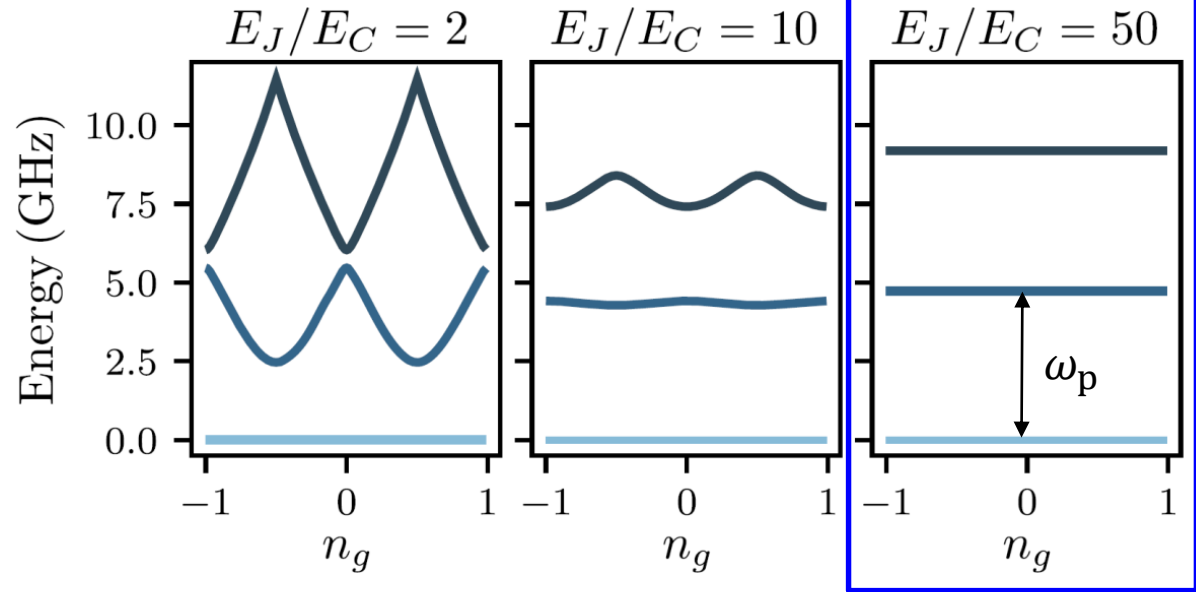 E_J/E_C = 2
E_J/E_C = 10
E_J/E_C = 50
Energy (GHz)
10.0
7.5
5.0
2.5
0.0
ω_p
−1 0 1
−1 0 1
−1 0 1
n_g
n_g
n_g